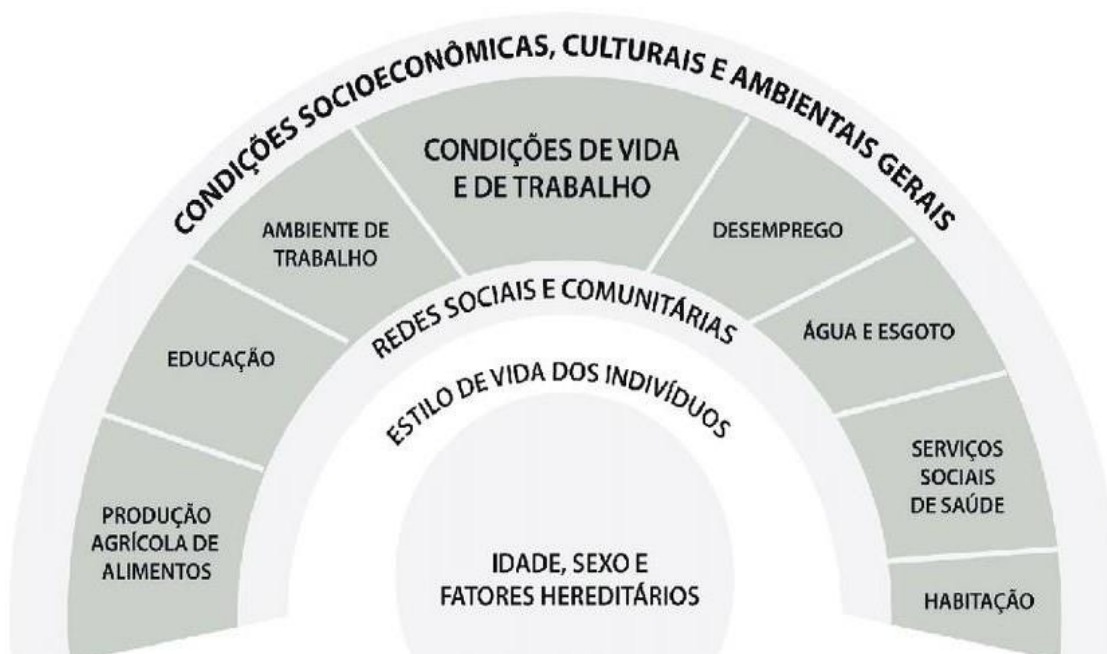 CONDIÇÕES SOCIOECONÔMICAS, CULTURAIS E AMBIENTAIS GERAIS
CONDIÇÕES DE VIDA
E DE TRABALHO
AMBIENTE DE
TRABALHO
DESEMPREGO
REDES SOCIAIS E COMUNITÁRIAS
EDUCAÇÃO
ÁGUA E ESGOTO
ESTILO DE VIDA DOS INDIVÍDUOS
SERVIÇOS
SOCIAIS
DE SAÚDE
PRODUÇÃO
AGRÍCOLA DE
ALIMENTOS
IDADE, SEXO E
FATORES HEREDITÁRIOS
HABITAÇÃO